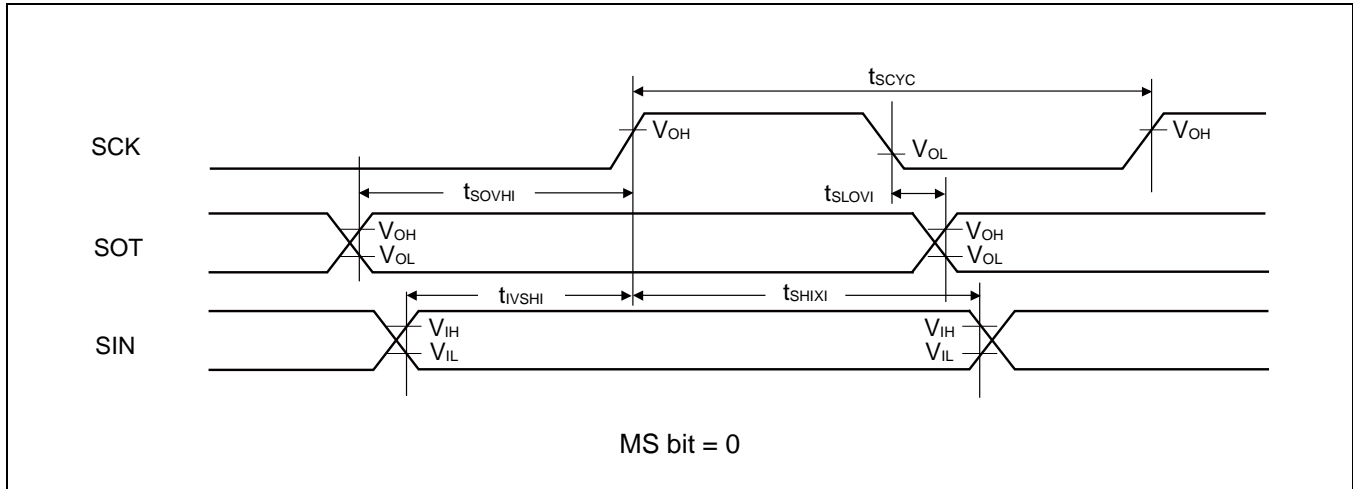 tSCYC
SCK
VOH
VOL
VOH
tSOVHI
tSLOVI
SOT
VOH
VOL
VOH
VOL
tIVSHI
tSHIXI
SIN
VIH
VIL
VIH
VIL
MS bit = 0